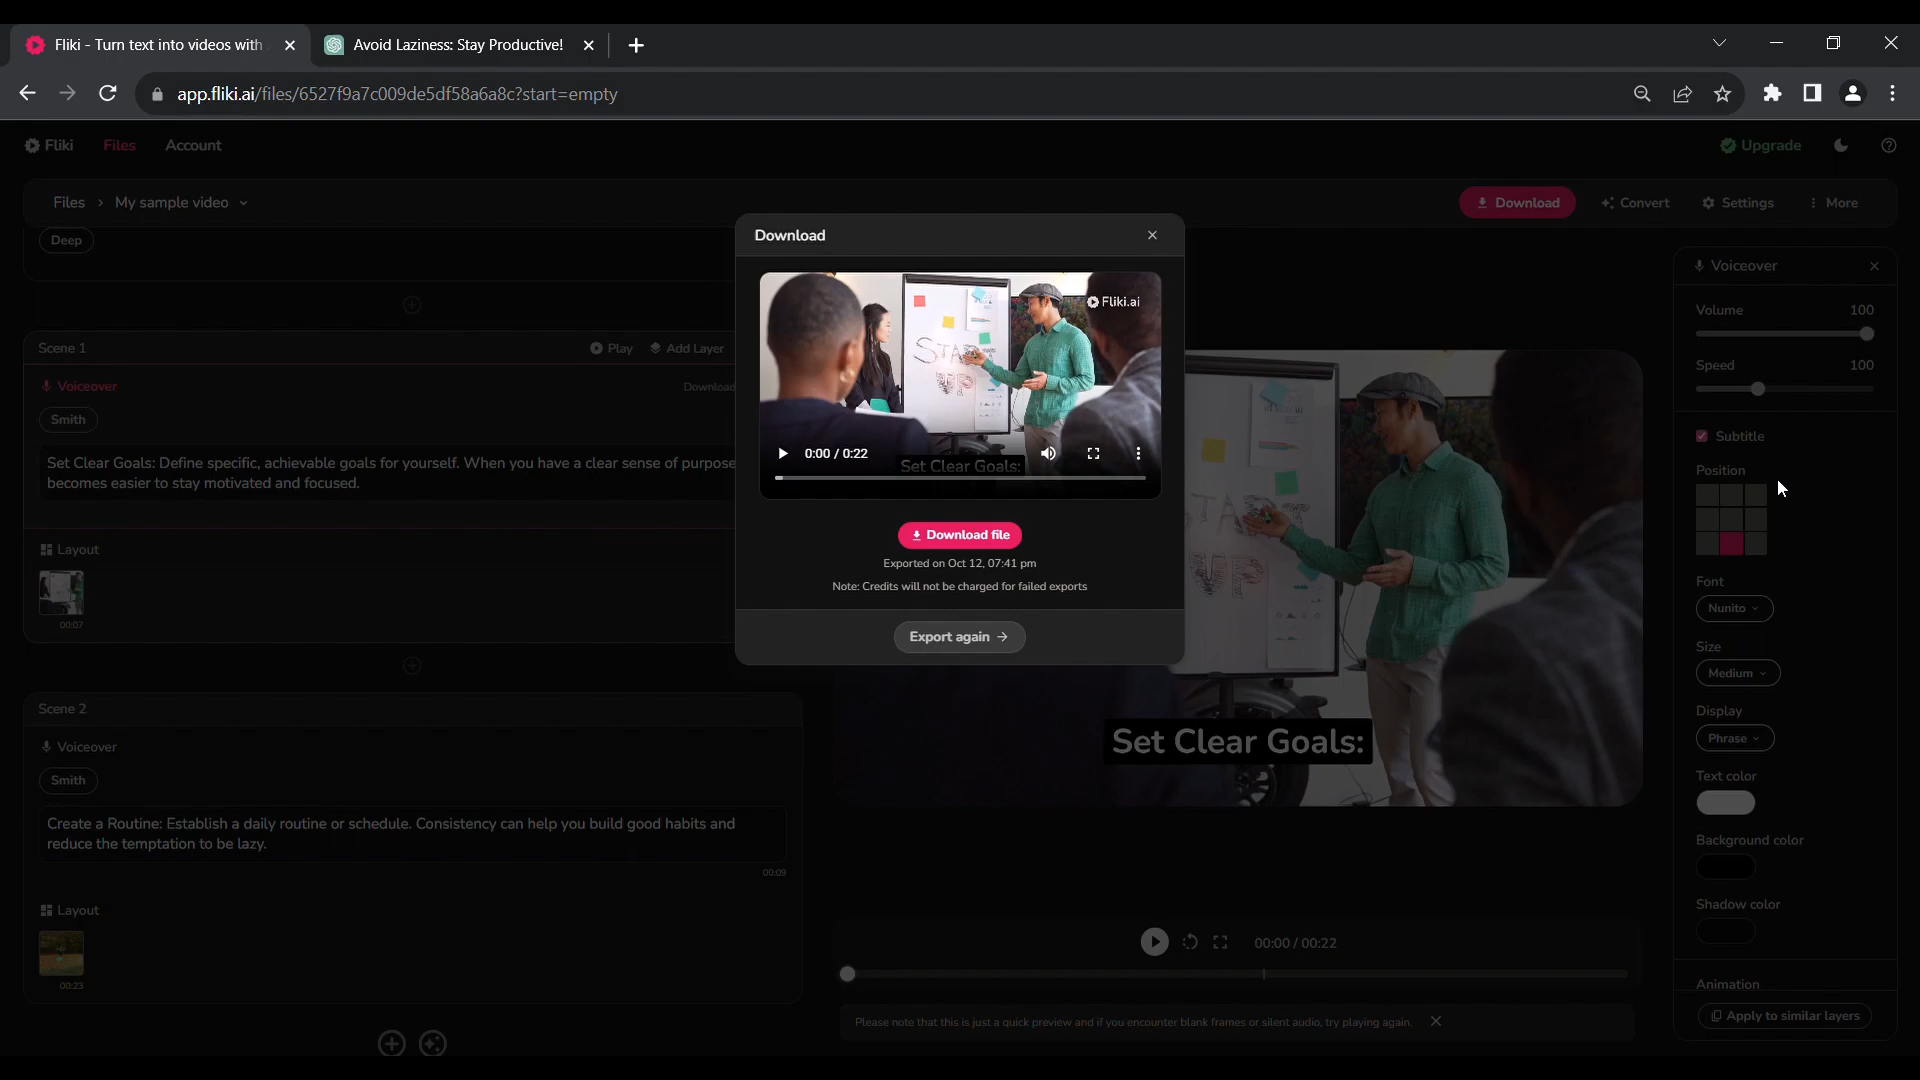 Fliki - Turn text into videos with
Avoid Laziness: Stay Productive!
app.fliki.ai/files/6527f9a7c009de5df58a6a8c?start=empty
Fliki
Files
Account
Upgrade
Files > My sample video
Download
Convert
Settings
More
Deep
Scene 1
Play
Add Layer
Voiceover
Download
Smith
Set Clear Goals: Define specific, achievable goals for yourself. When you have a clear sense of purpose
becomes easier to stay motivated and focused.
Layout
00:07
Scene 2
Voiceover
Smith
Create a Routine: Establish a daily routine or schedule. Consistency can help you build good habits and
reduce the temptation to be lazy.
00:09
Layout
00:23
Download
Fliki.ai
START
UP!
0:00 / 0:22
Set Clear Goals:
Download file
Exported on Oct 12, 07:41 pm
Note: Credits will not be charged for failed exports
Export again
Set Clear Goals:
00:00 / 00:22
Please note that this is just a quick preview and if you encounter blank frames or silent audio, try playing again.
Voiceover
Volume 100
Speed 100
Subtitle
Position
Font
Nunito
Size
Medium
Display
Phrase
Text color
Background color
Shadow color
Animation
Apply to similar layers